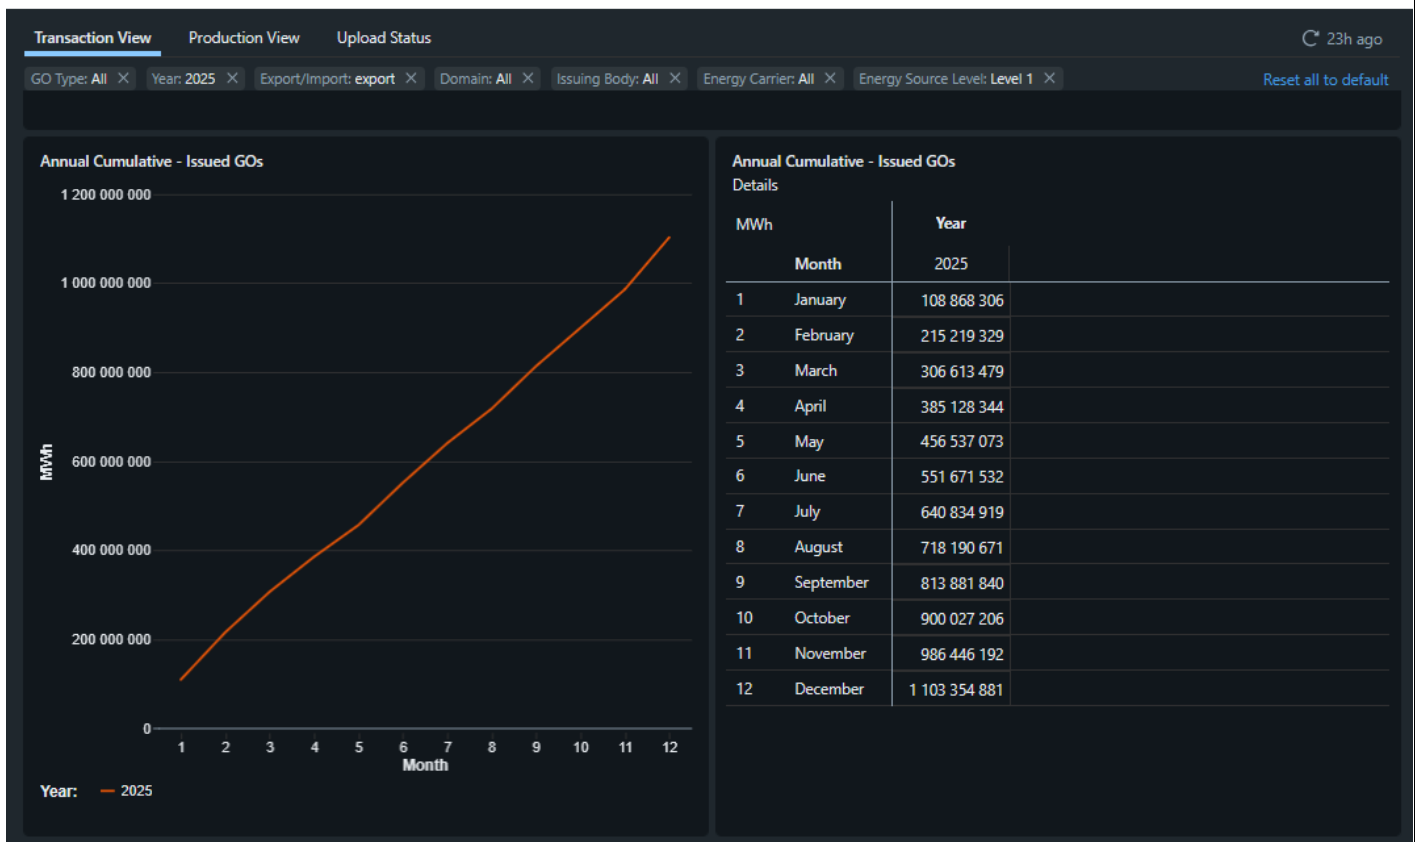 Transaction View Production View Upload Status 23h ago
GO Type: All Year: 2025 Export/Import: export Domain: All Issuing Body: All Energy Carrier: All Energy Source Level: Level 1 Reset all to default
Annual Cumulative - Issued GOs
1 200 000 000
1 000 000 000
800 000 000
600 000 000
400 000 000
200 000 000
0
MWh
1 2 3 4 5 6 7 8 9 10 11 12
Month
Year: 2025
Annual Cumulative - Issued GOs
Details
MWh Year
Month 2025
1 January 108 868 306
2 February 215 219 329
3 March 306 613 479
4 April 385 128 344
5 May 456 537 073
6 June 551 671 532
7 July 640 834 919
8 August 718 190 671
9 September 813 881 840
10 October 900 027 206
11 November 986 446 192
12 December 1 103 354 881